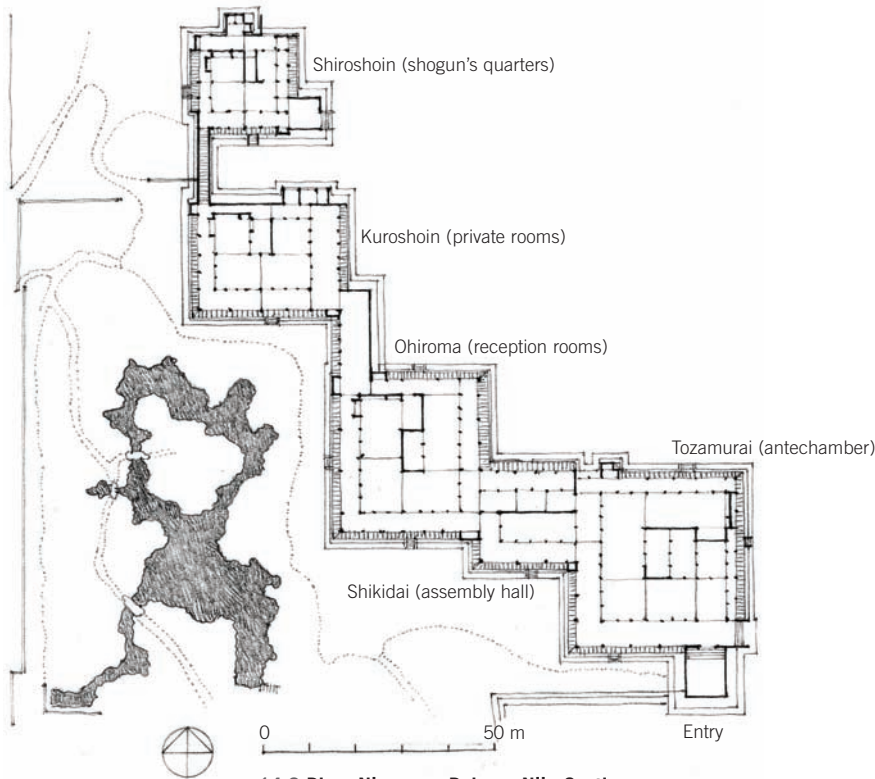 Shiroshoin (shogun's quarters)
Kuroshoin (private rooms)
Ohiroma (reception rooms)
Tozamurai (antechamber)
Shikidai (assembly hall)
0
50 m
Entry